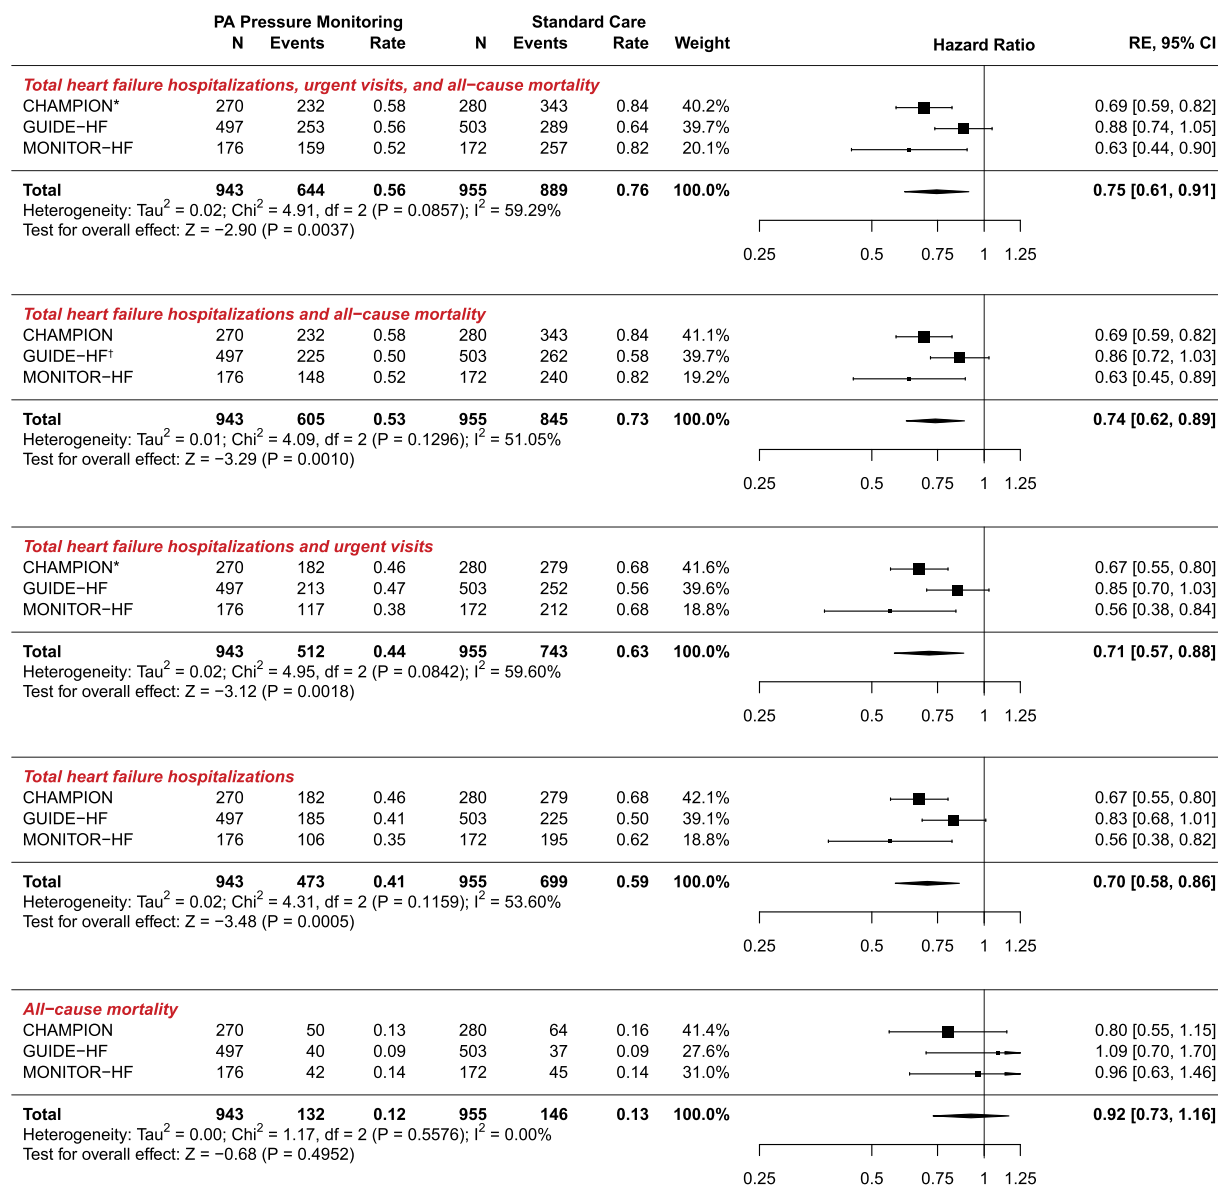 PA Pressure Monitoring Standard Care
N Events Rate N Events Rate Weight Hazard Ratio RE, 95% CI
Total heart failure hospitalizations, urgent visits, and all−cause mortality
CHAMPION* 270 232 0.58 280 343 0.84 40.2% 0.69 [0.59, 0.82]
GUIDE−HF 497 253 0.56 503 289 0.64 39.7% 0.88 [0.74, 1.05]
MONITOR−HF 176 159 0.52 172 257 0.82 20.1% 0.63 [0.44, 0.90]
Total 943 644 0.56 955 889 0.76 100.0% 0.75 [0.61, 0.91]
Heterogeneity: Tau² = 0.02; Chi² = 4.91, df = 2 (P = 0.0857); I² = 59.29%
Test for overall effect: Z = −2.90 (P = 0.0037)
0.25 0.5 0.75 1 1.25
Total heart failure hospitalizations and all−cause mortality
CHAMPION 270 232 0.58 280 343 0.84 41.1% 0.69 [0.59, 0.82]
GUIDE−HF† 497 225 0.50 503 262 0.58 39.7% 0.86 [0.72, 1.03]
MONITOR−HF 176 148 0.52 172 240 0.82 19.2% 0.63 [0.45, 0.89]
Total 943 605 0.53 955 845 0.73 100.0% 0.74 [0.62, 0.89]
Heterogeneity: Tau² = 0.01; Chi² = 4.09, df = 2 (P = 0.1296); I² = 51.05%
Test for overall effect: Z = −3.29 (P = 0.0010)
0.25 0.5 0.75 1 1.25
Total heart failure hospitalizations and urgent visits
CHAMPION* 270 182 0.46 280 279 0.68 41.6% 0.67 [0.55, 0.80]
GUIDE−HF 497 213 0.47 503 252 0.56 39.6% 0.85 [0.70, 1.03]
MONITOR−HF 176 117 0.38 172 212 0.68 18.8% 0.56 [0.38, 0.84]
Total 943 512 0.44 955 743 0.63 100.0% 0.71 [0.57, 0.88]
Heterogeneity: Tau² = 0.02; Chi² = 4.95, df = 2 (P = 0.0842); I² = 59.60%
Test for overall effect: Z = −3.12 (P = 0.0018)
0.25 0.5 0.75 1 1.25
Total heart failure hospitalizations
CHAMPION 270 182 0.46 280 279 0.68 42.1% 0.67 [0.55, 0.80]
GUIDE−HF 497 185 0.41 503 225 0.50 39.1% 0.83 [0.68, 1.01]
MONITOR−HF 176 106 0.35 172 195 0.62 18.8% 0.56 [0.38, 0.82]
Total 943 473 0.41 955 699 0.59 100.0% 0.70 [0.58, 0.86]
Heterogeneity: Tau² = 0.02; Chi² = 4.31, df = 2 (P = 0.1159); I² = 53.60%
Test for overall effect: Z = −3.48 (P = 0.0005)
0.25 0.5 0.75 1 1.25
All−cause mortality
CHAMPION 270 50 0.13 280 64 0.16 41.4% 0.80 [0.55, 1.15]
GUIDE−HF 497 40 0.09 503 37 0.09 27.6% 1.09 [0.70, 1.70]
MONITOR−HF 176 42 0.14 172 45 0.14 31.0% 0.96 [0.63, 1.46]
Total 943 132 0.12 955 146 0.13 100.0% 0.92 [0.73, 1.16]
Heterogeneity: Tau² = 0.00; Chi² = 1.17, df = 2 (P = 0.5576); I² = 0.00%
Test for overall effect: Z = −0.68 (P = 0.4952)
0.25 0.5 0.75 1 1.25